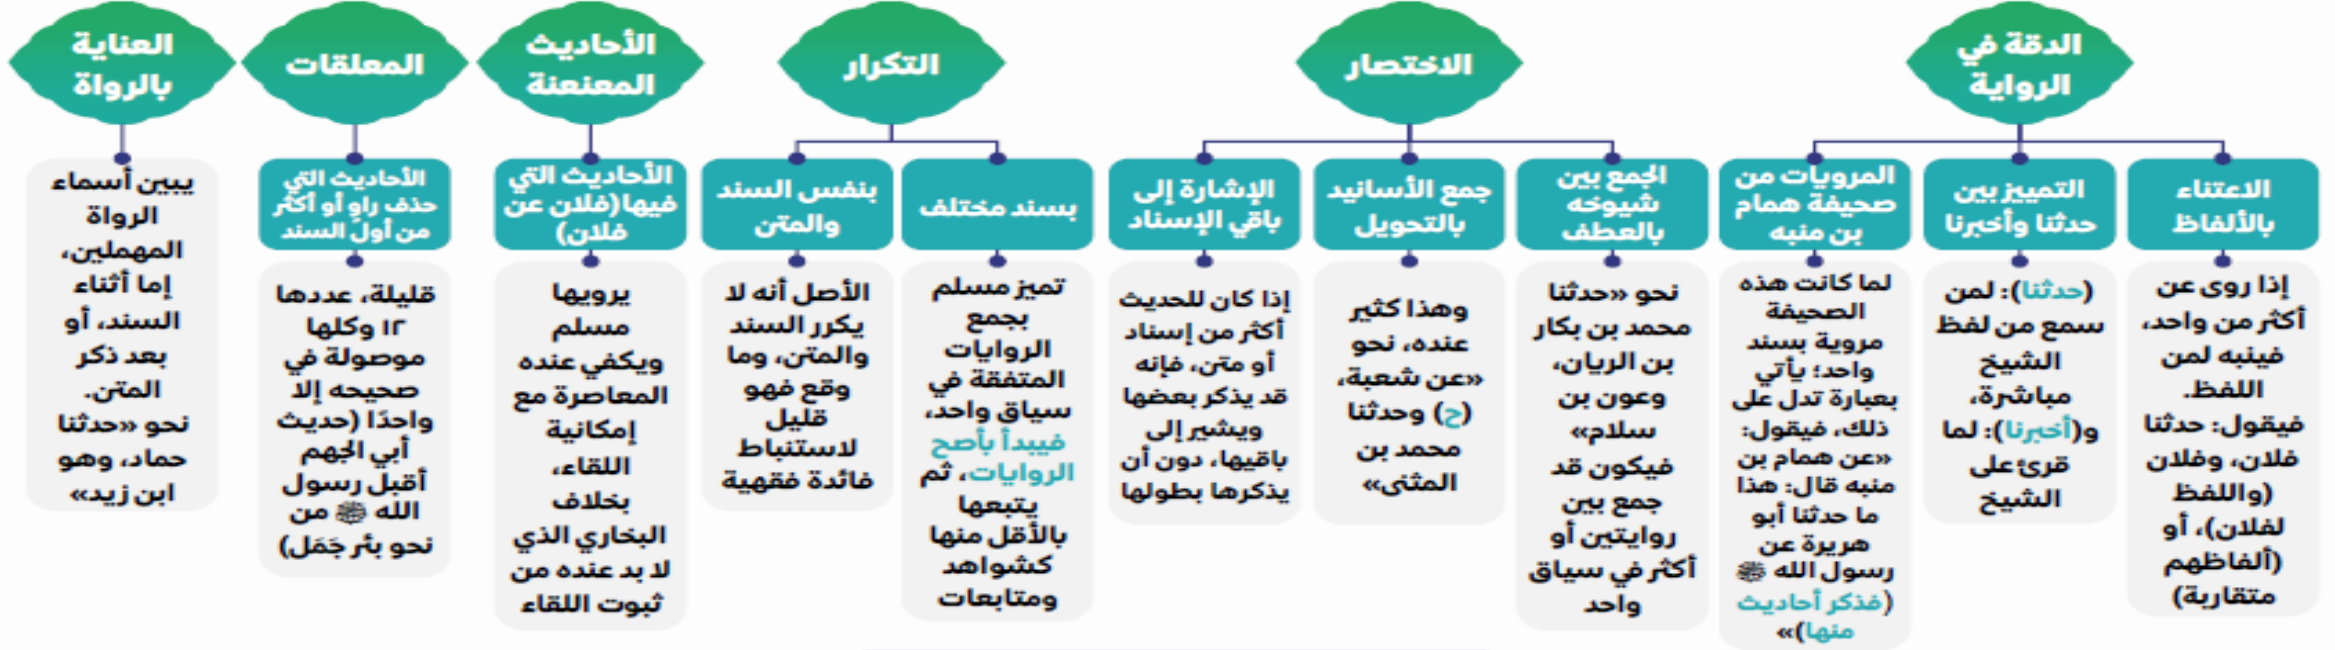 الدقة في
الرواية
الاعتناء
بالألفاظ
إذا روى عن
أكثر من واحد،
فينبه لمن
اللفظ.
فيقول: حدثنا
فلان، وفلان
(واللفظ
لفلان)، أو
(ألفاظهم
متقاربة)
التمييز بين
حدثنا وأخبرنا
(حدثنا): لمن
سمع من لفظ
الشيخ
مباشرة،
و(أخبرنا): لما
قرئ على
الشيخ
المرويات من
صحيفة همام
بن منبه
لما كانت هذه
الصحيفة
مروية بسند
واحد؛ يأتي
بعبارة تدل على
ذلك، فيقول:
«عن همام بن
منبه قال: هذا
ما حدثنا أبو
هريرة عن
رسول الله ﷺ
(فذكر أحاديث
منها)»
الاختصار
الجمع بين
شيوخه
بالعطف
نحو «حدثنا
محمد بن بكار
بن الريان،
وعون بن
سلام»
فيكون قد
جمع بين
روايتين أو
أكثر في سياق
واحد
جمع الأسانيد
بالتحويل
وهذا كثير
عنده، نحو
«عن شعبة،
(ح) وحدثنا
محمد بن
المثنى»
الإشارة إلى
باقي الإسناد
إذا كان للحديث
أكثر من إسناد
أو متن، فإنه
قد يذكر بعضها
ويشير إلى
باقيها، دون أن
يذكرها بطولها
التكرار
بسند مختلف
تميز مسلم
بجمع
الروايات
المتفقة في
سياق واحد،
فيبدأ بأصح
الروايات، ثم
يتبعها
بالأقل منها
كشواهد
ومتابعات
بنفس السند
والمتن
الأصل أنه لا
يكرر السند
والمتن، وما
وقع فهو
قليل
لاستنباط
فائدة فقهية
الأحاديث
المعنعنة
الأحاديث التي
فيها(فلان عن
فلان)
يرويها
مسلم
ويكفي عنده
المعاصرة مع
إمكانية
اللقاء،
بخلاف
البخاري الذي
لا بد عنده من
ثبوت اللقاء
المعلقات
الأحاديث التي
حذف راوٍ أو أكثر
من أول السند
قليلة، عددها
١٢ وكلها
موصولة في
صحيحه إلا
واحدًا (حديث
أبي الجهم
أقبل رسول
الله ﷺ من
نحو بئر جَمَل)
العناية
بالرواة
يبين أسماء
الرواة
المهملين،
إما أثناء
السند، أو
بعد ذكر
المتن.
نحو «حدثنا
حماد، وهو
ابن زيد»